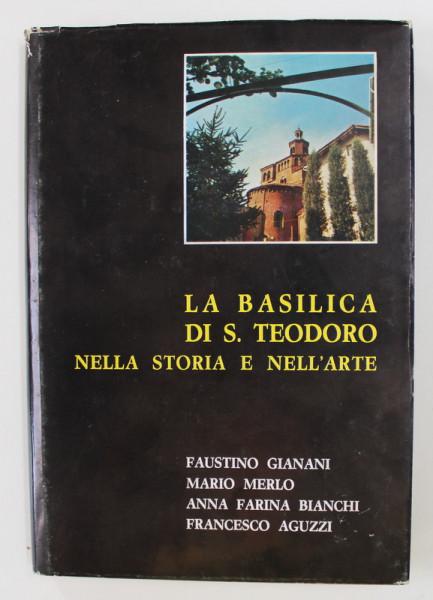 LA BASILICA
DI S. TEODORO
NELLA STORIA E NELL'ARTE
FAUSTINO GIANANI
MARIO MERLO
ANNA FARINA BIANCHI
FRANCESCO AGUZZI